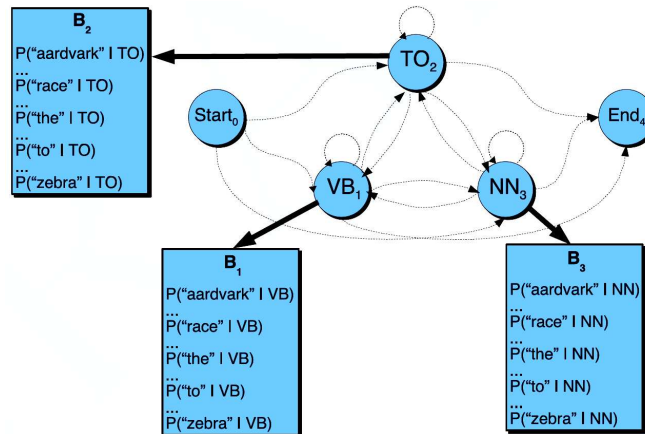 B₂
P("aardvark" | TO)
...
P("race" | TO)
...
P("the" | TO)
...
P("to" | TO)
...
P("zebra" | TO)
TO₂
Start₀
End₄
VB₁
NN₃
B₁
P("aardvark" | VB)
...
P("race" | VB)
...
P("the" | VB)
...
P("to" | VB)
...
P("zebra" | VB)
B₃
P("aardvark" | NN)
...
P("race" | NN)
...
P("the" | NN)
...
P("to" | NN)
...
P("zebra" | NN)